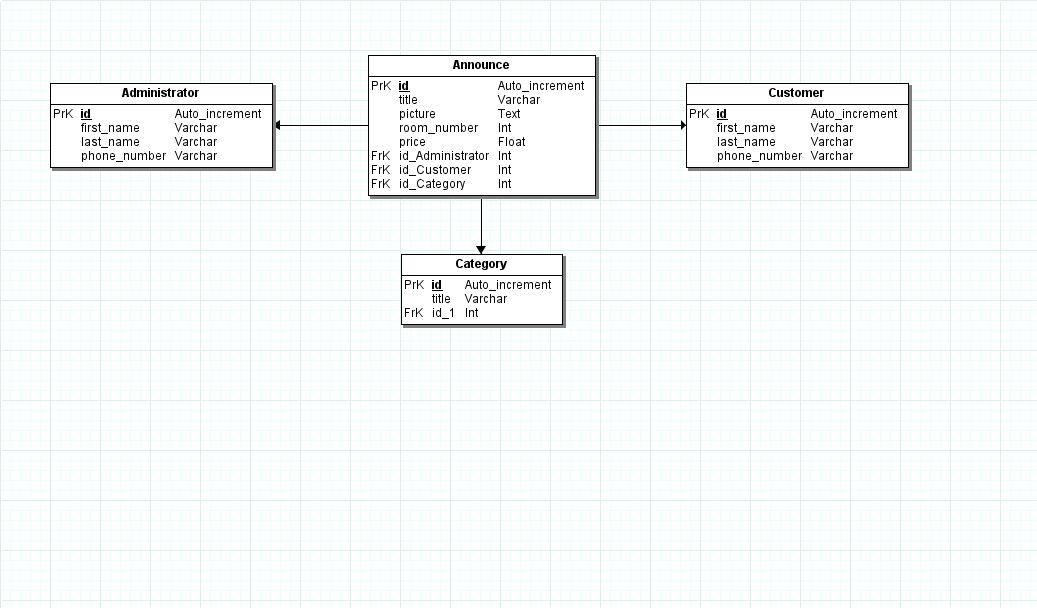 Administrator
PrK id Auto_increment
first_name Varchar
last_name Varchar
phone_number Varchar
Announce
PrK id Auto_increment
title Varchar
picture Text
room_number Int
price Float
FrK id_Administrator Int
FrK id_Customer Int
FrK id_Category Int
Customer
PrK id Auto_increment
first_name Varchar
last_name Varchar
phone_number Varchar
Category
PrK id Auto_increment
title Varchar
FrK id_1 Int